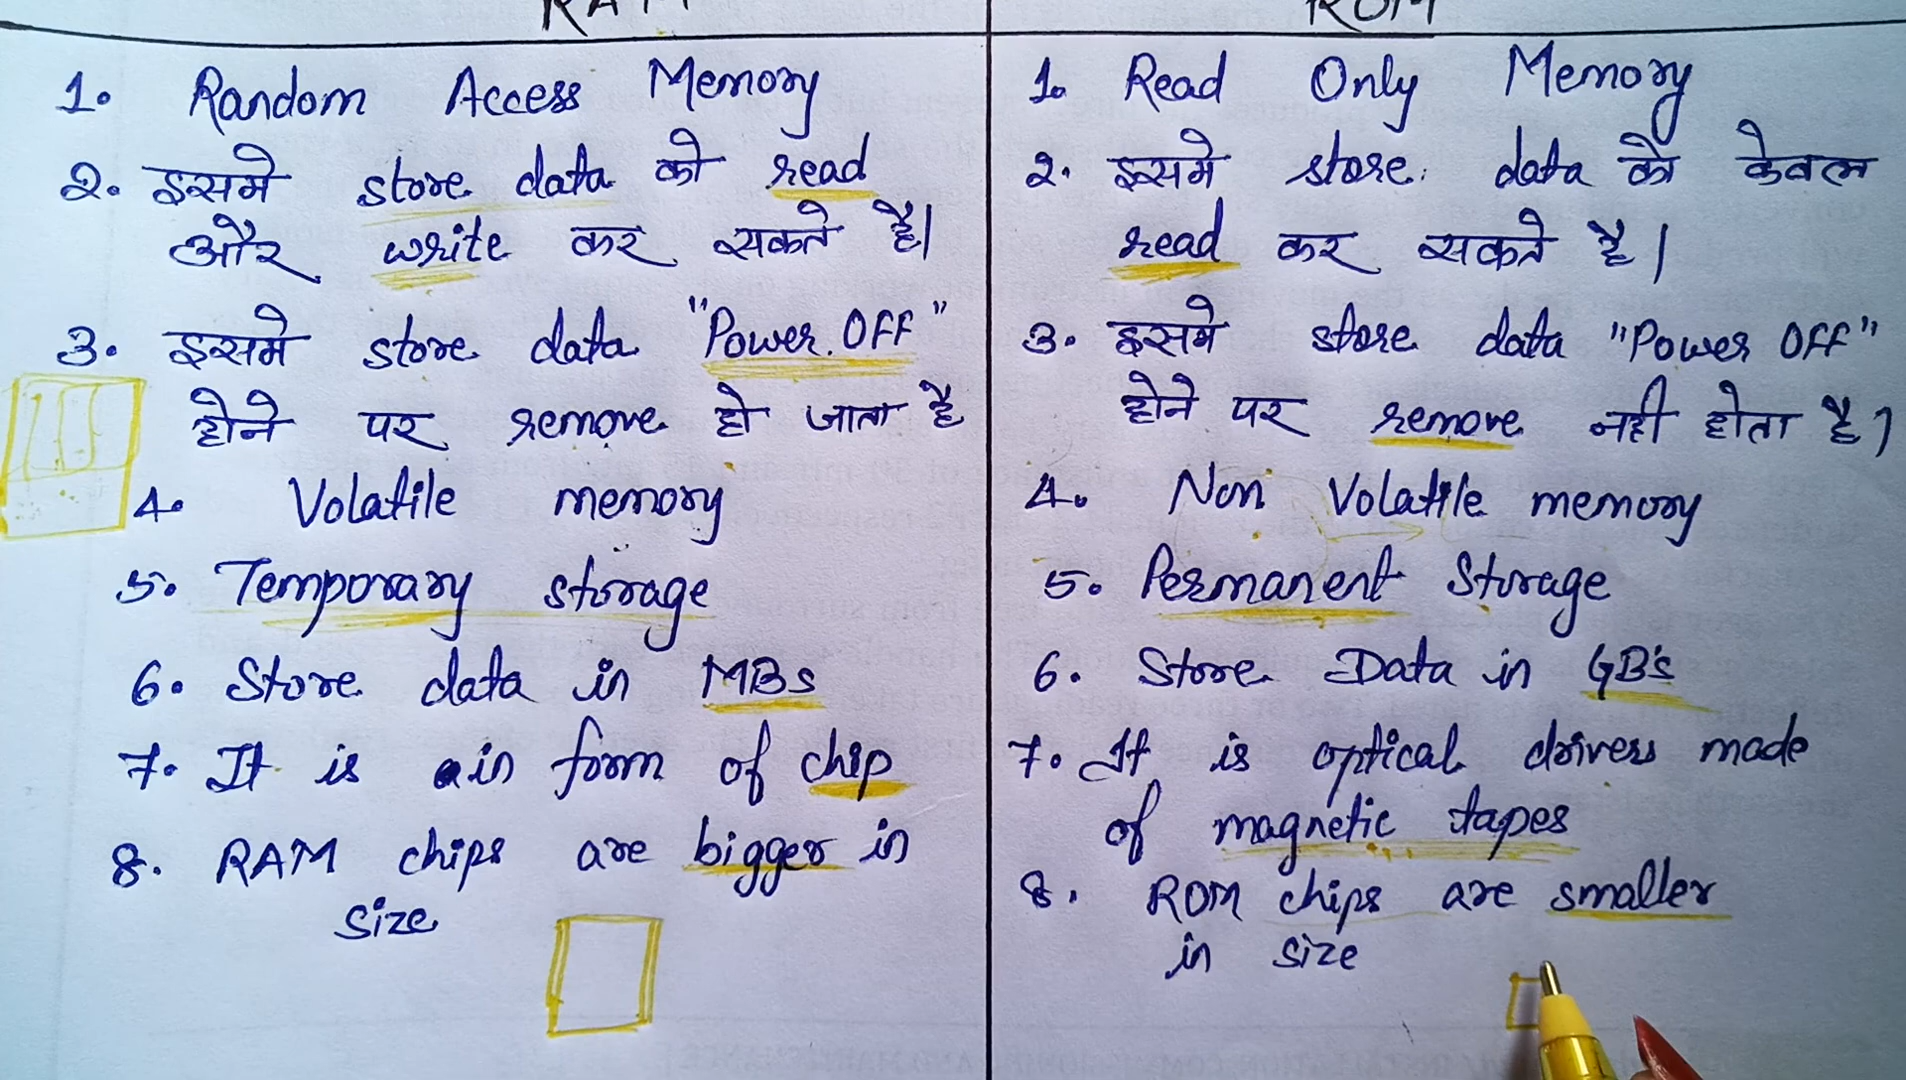 RAM
1. Random Access Memory
2. इसमे store data को read
और write कर सकते है।
3. इसमे store data "Power OFF"
होने पर remove हो जाता है
4. Volatile memory
5. Temporary storage
6. Store data in MBs
7. It is in form of chip
8. RAM chips are bigger in
size
ROM
1. Read Only Memory
2. इसमे store data को केवल
read कर सकते है।
3. इसमे store data "Power OFF"
होने पर remove नही होता है।
4. Non Volatile memory
5. Permanent Storage
6. Store Data in GB's
7. It is optical drivers made
of magnetic tapes
8. ROM chips are smaller
in size